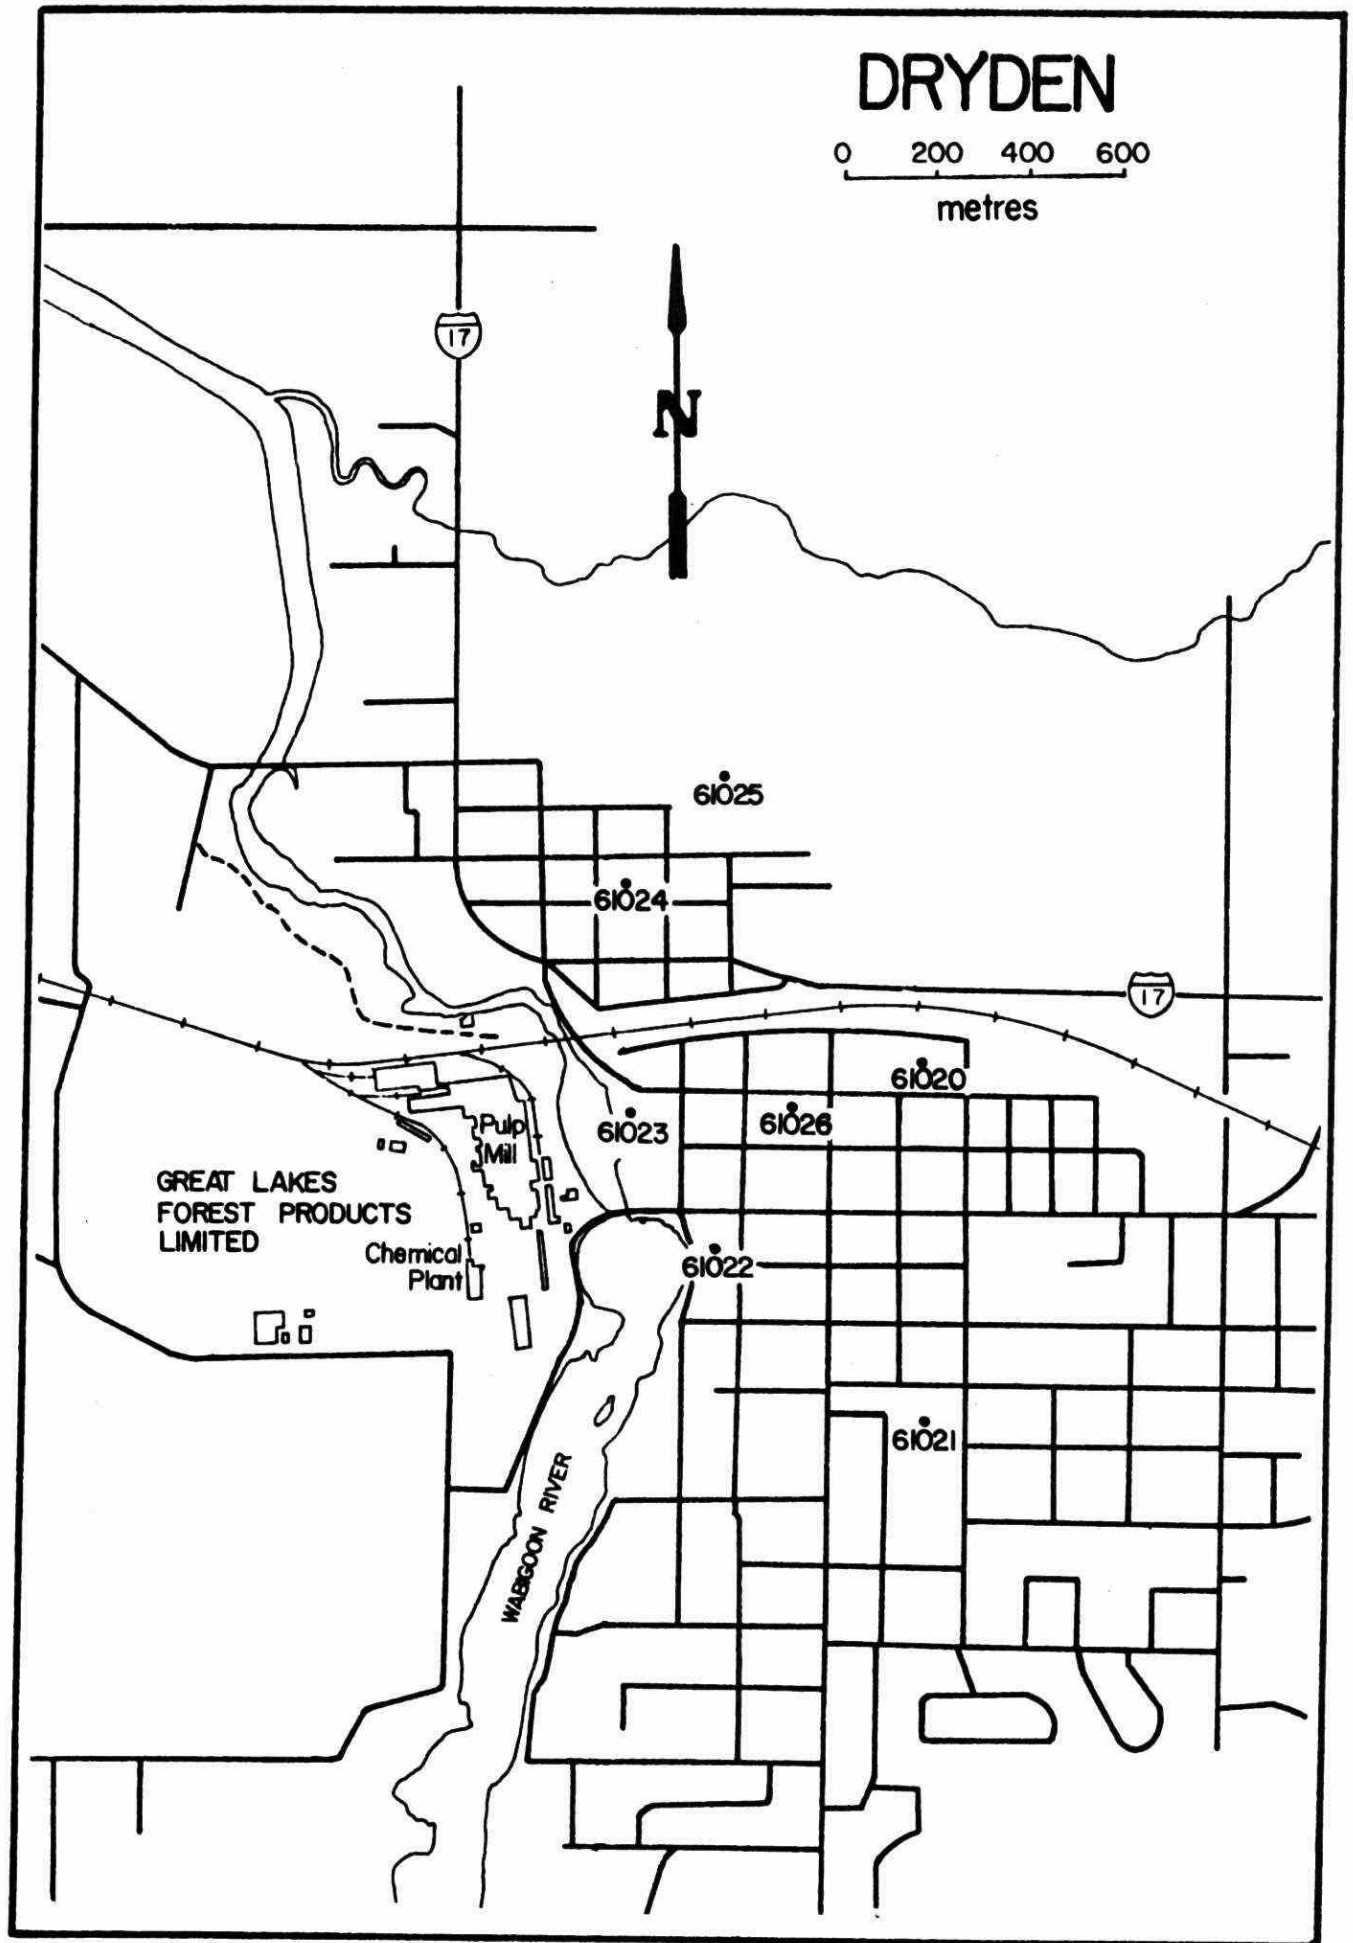 DRYDEN
0 200 400 600
metres
17
N
61025
61024
17
61020
61026
61023
Pulp
Mill
GREAT LAKES
FOREST PRODUCTS
LIMITED
Chemical
Plant
61022
61021
WABIGOON RIVER